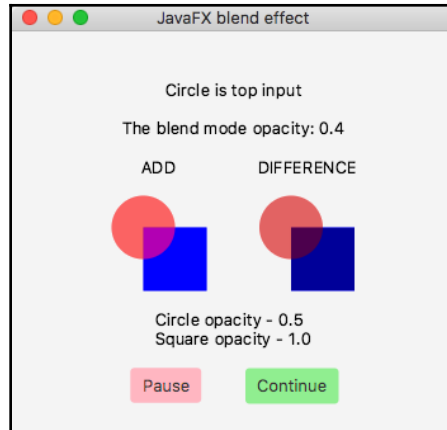 JavaFX blend effect
Circle is top input
The blend mode opacity: 0.4
ADD DIFFERENCE
Circle opacity - 0.5
Square opacity - 1.0
Pause Continue